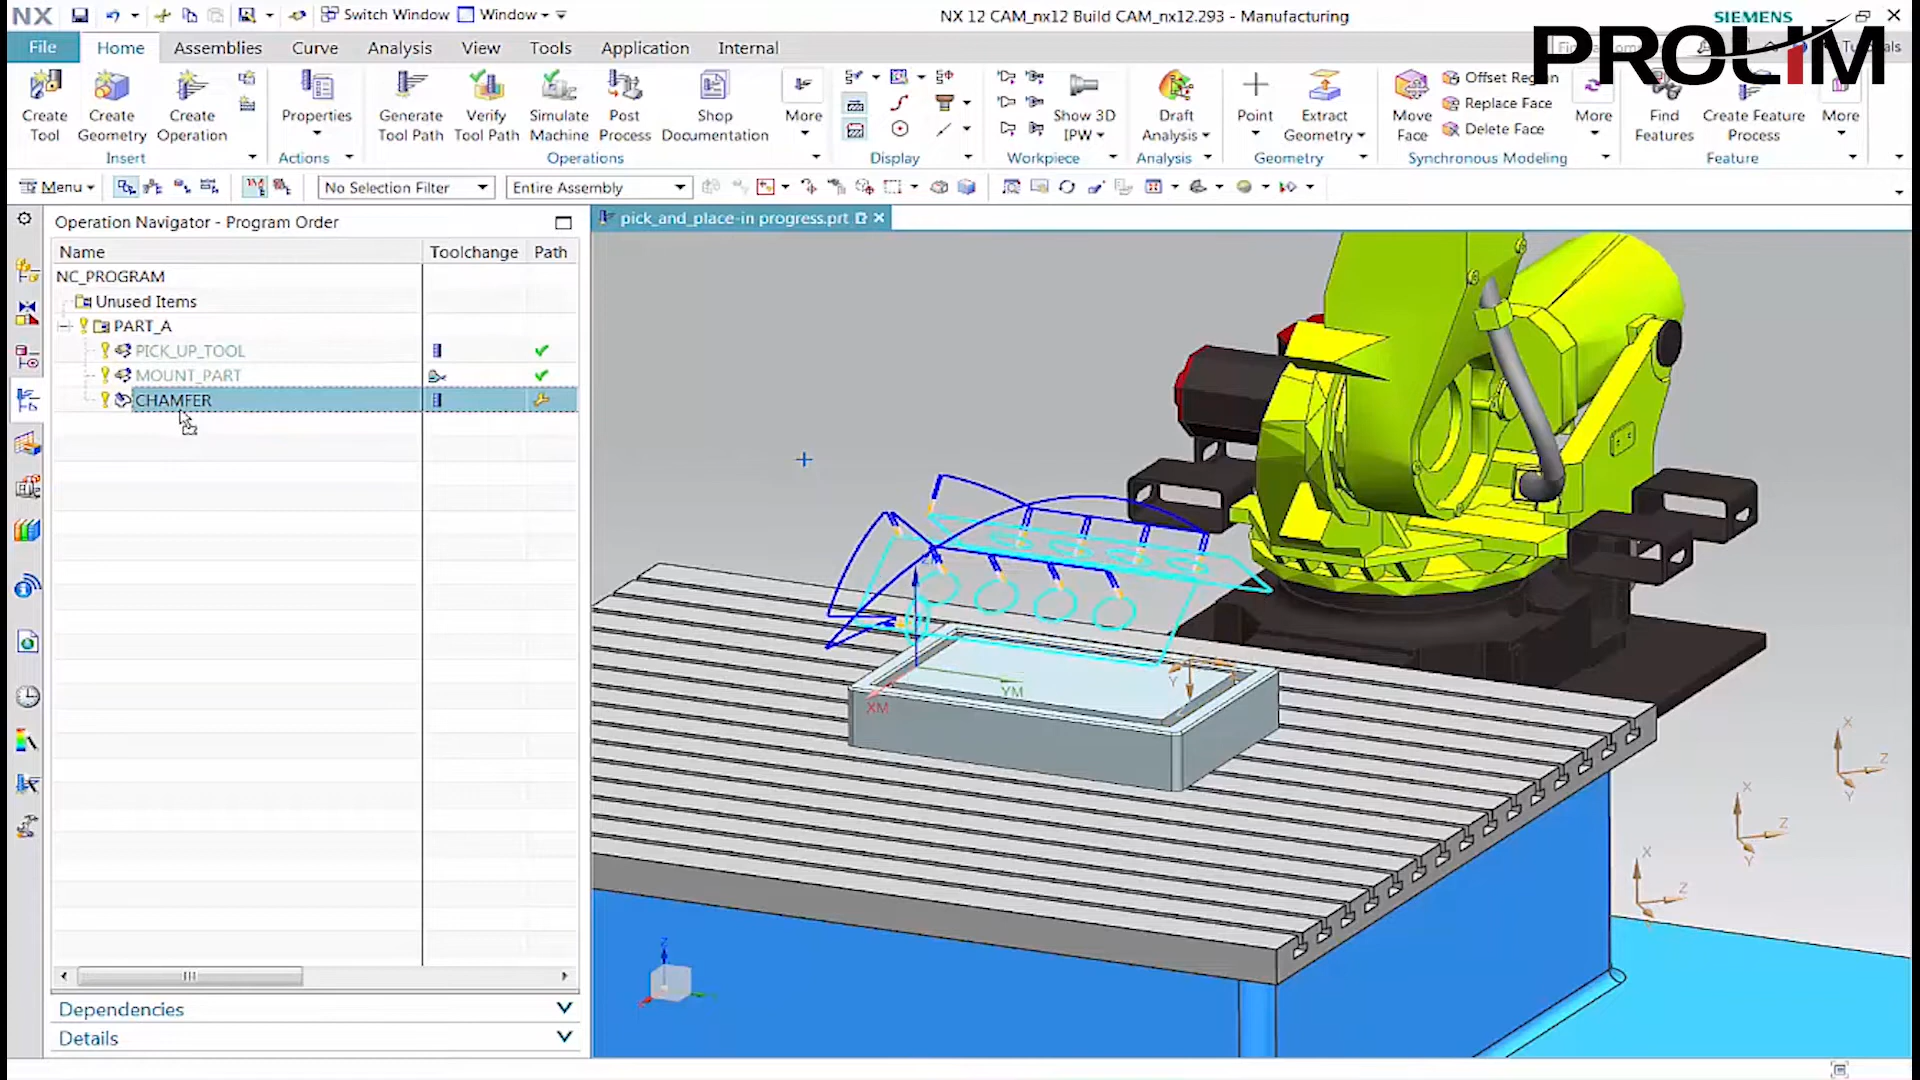 NX Switch Window Window NX 12 CAM_nx12 Build CAM_nx12.293 - Manufacturing SIEMENS
PROLIM
File Home Assemblies Curve Analysis View Tools Application Internal
Create Tool
Create Geometry
Create Operation
Insert
Properties
Actions
Generate Tool Path
Verify Tool Path
Simulate Machine
Post Process
Shop Documentation
More
Operations
Display
Show 3D IPW
Workpiece
Draft Analysis
Analysis
Point
Extract Geometry
Geometry
Move Face
Offset Region
Replace Face
Delete Face
More
Synchronous Modeling
Find Features
Create Feature Process
More
Feature
Menu No Selection Filter Entire Assembly
Operation Navigator - Program Order
pick_and_place-in progress.prt
Name Toolchange Path
NC_PROGRAM
Unused Items
PART_A
PICK_UP_TOOL
MOUNT_PART
CHAMFER
YM
XM
Y
X
Z
Y
X
Z
Y
X
Z
Z
Dependencies
Details